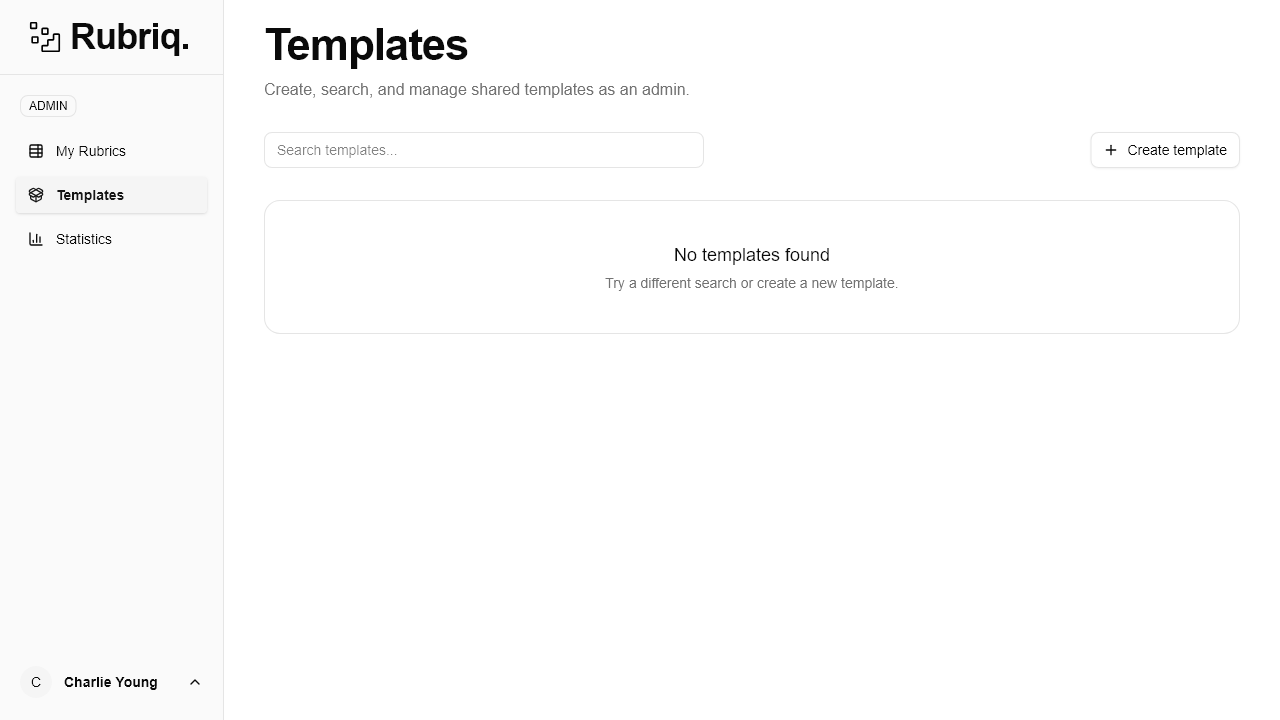 Rubriq.
ADMIN
My Rubrics
Templates
Statistics
C Charlie Young
Templates
Create, search, and manage shared templates as an admin.
Search templates...
Create template
No templates found
Try a different search or create a new template.